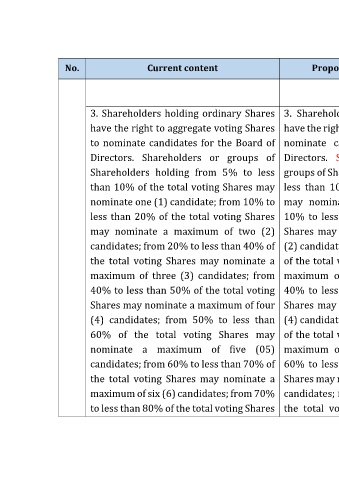 No.
Current content
Propo
3. Shareholders holding ordinary Shares
have the right to aggregate voting Shares
to nominate candidates for the Board of
Directors. Shareholders or groups of
Shareholders holding from 5% to less
than 10% of the total voting Shares may
nominate one (1) candidate; from 10% to
less than 20% of the total voting Shares
may nominate a maximum of two (2)
candidates; from 20% to less than 40% of
the total voting Shares may nominate a
maximum of three (3) candidates; from
40% to less than 50% of the total voting
Shares may nominate a maximum of four
(4) candidates; from 50% to less than
60% of the total voting Shares may
nominate a maximum of five (05)
candidates; from 60% to less than 70% of
the total voting Shares may nominate a
maximum of six (6) candidates; from 70%
to less than 80% of the total voting Shares
3. Sharehold
have the righ
nominate c
Directors. S
groups of Sh
less than 10
may nomina
10% to less
Shares may
(2) candidat
of the total v
maximum o
40% to less
Shares may
(4) candidat
of the total v
maximum o
60% to less
Shares may n
candidates; f
the total vo